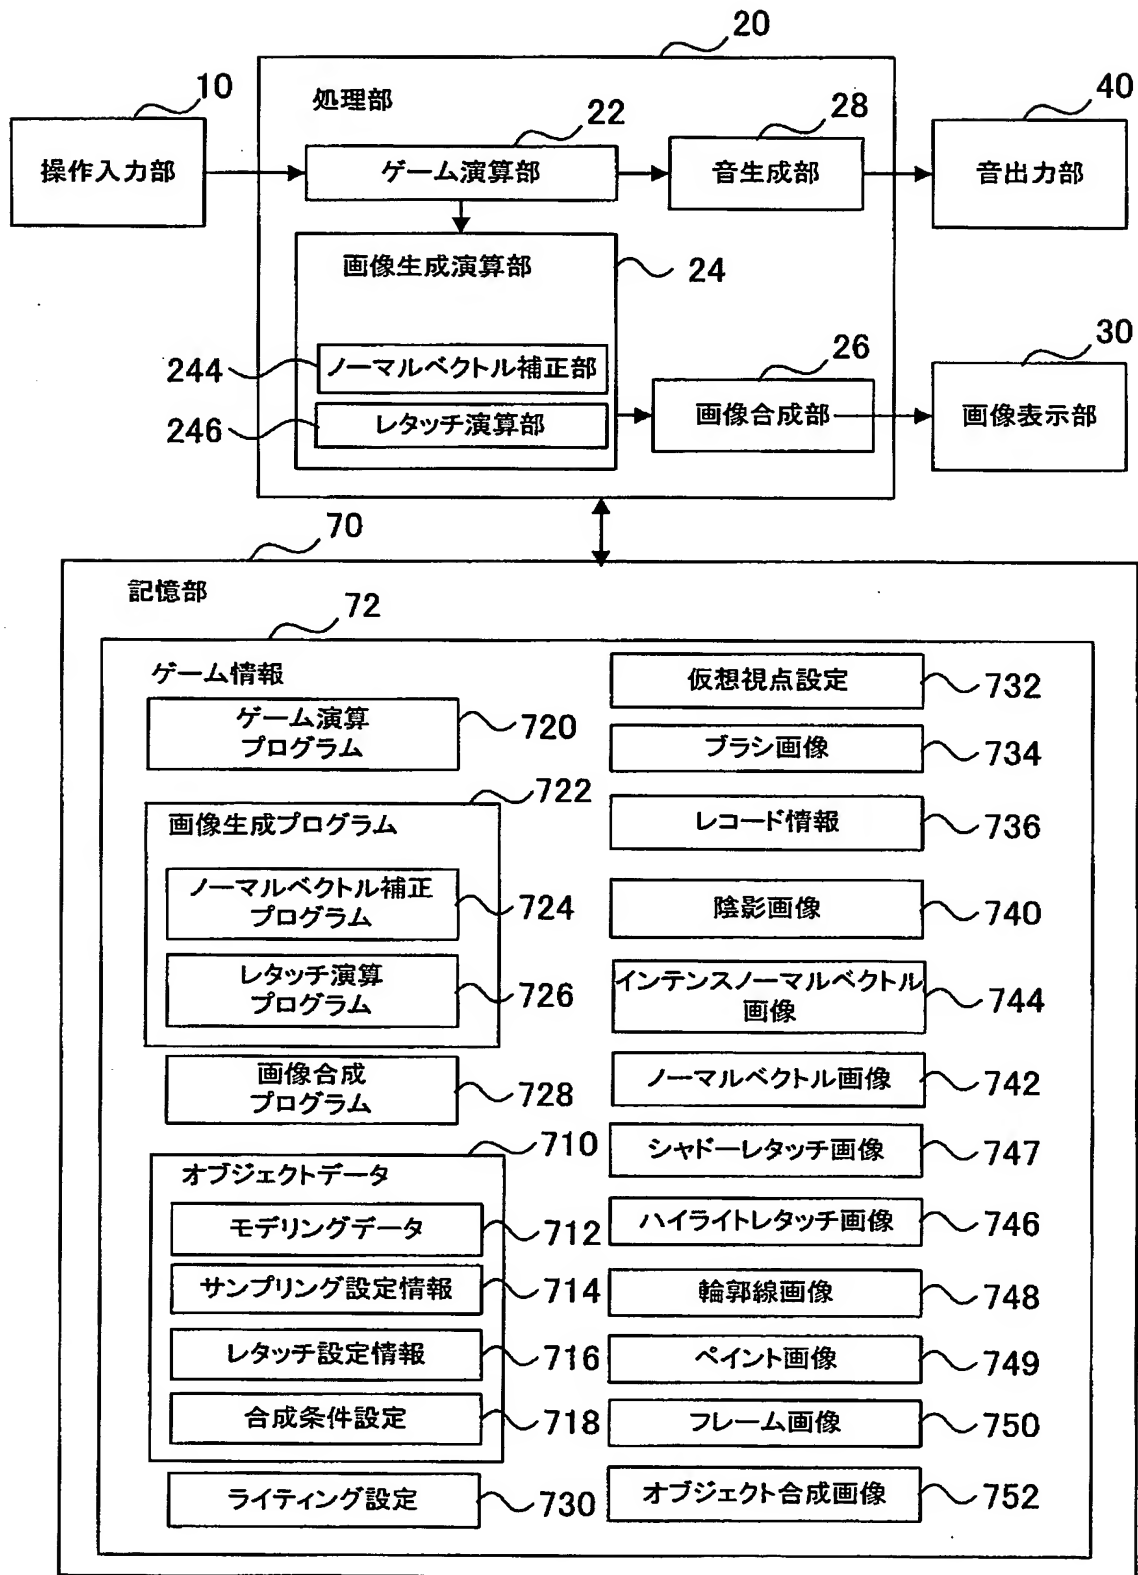 20
10
処理部
22
28
40
操作入力部
ゲーム演算部
音生成部
音出力部
画像生成演算部
24
244
ノーマルベクトル補正部
26
30
246
レタッチ演算部
画像合成部
画像表示部
70
記憶部
72
ゲーム情報
ゲーム演算
プログラム
720
722
画像生成プログラム
ノーマルベクトル補正
プログラム
724
レタッチ演算
プログラム
726
画像合成
プログラム
728
710
オブジェクトデータ
モデリングデータ
712
サンプリング設定情報
714
レタッチ設定情報
716
合成条件設定
718
ライティング設定
730
仮想視点設定
732
ブラシ画像
734
レコード情報
736
陰影画像
740
インテンスノーマルベクトル
画像
744
ノーマルベクトル画像
742
シャドーレタッチ画像
747
ハイライトレタッチ画像
746
輪郭線画像
748
ペイント画像
749
フレーム画像
750
オブジェクト合成画像
752